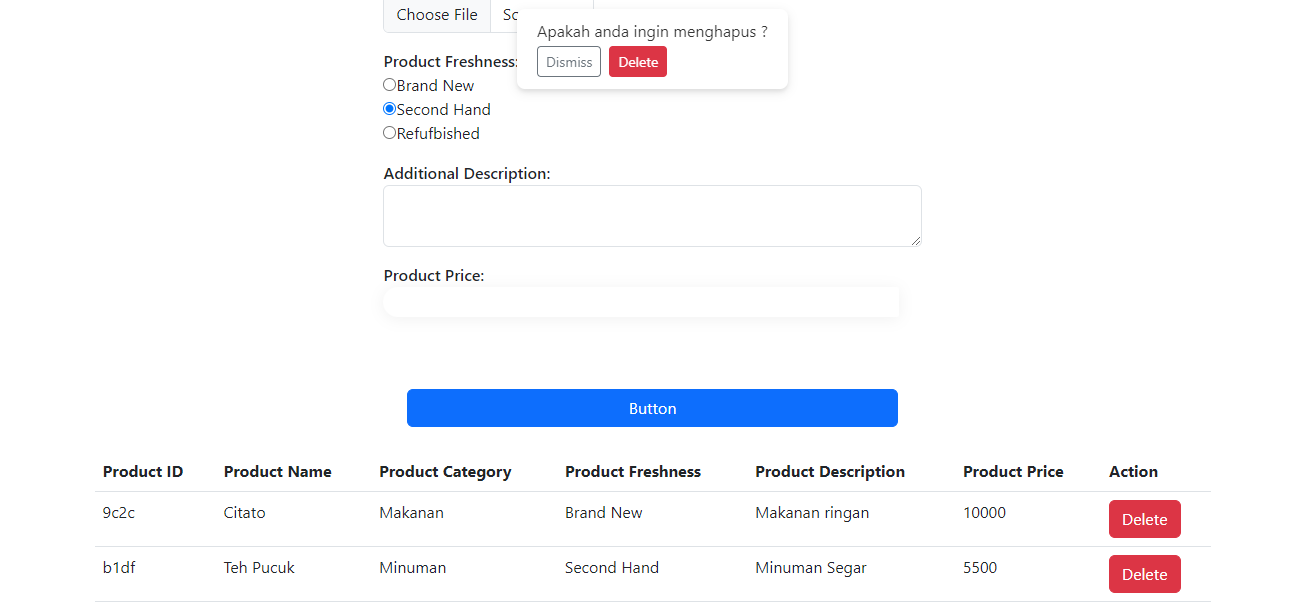 Choose File
Apakah anda ingin menghapus ?
Dismiss Delete
Product Freshness:
Brand New
Second Hand
Refufbished
Additional Description:
Product Price:
Button
Product ID Product Name Product Category Product Freshness Product Description Product Price Action
9c2c Citato Makanan Brand New Makanan ringan 10000 Delete
b1df Teh Pucuk Minuman Second Hand Minuman Segar 5500 Delete